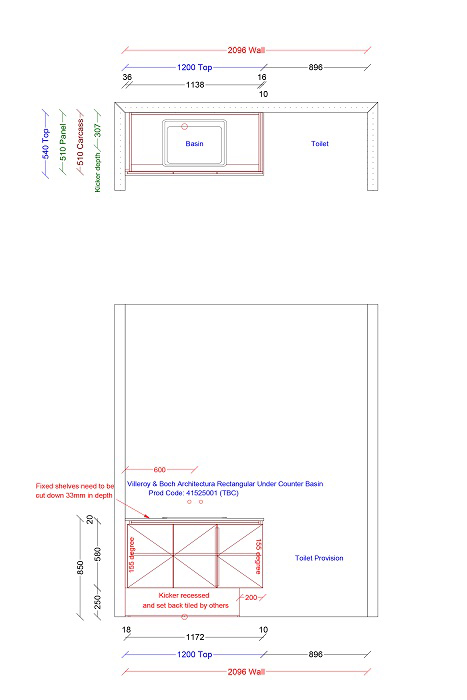 2096 Wall
1200 Top
896
36
16
1138
10
540 Top
510 Panel
510 Carcass
Kicker depth
307
Basin
Toilet
600
Villeroy & Boch Architectura Rectangular Under Counter Basin
Prod Code: 41525001 (TBC)
Fixed shelves need to be
cut down 33mm in depth
20
850
580
250
155 degree
155 degree
Toilet Provision
Kicker recessed
and set back tiled by others
200
18
10
1172
1200 Top
896
2096 Wall